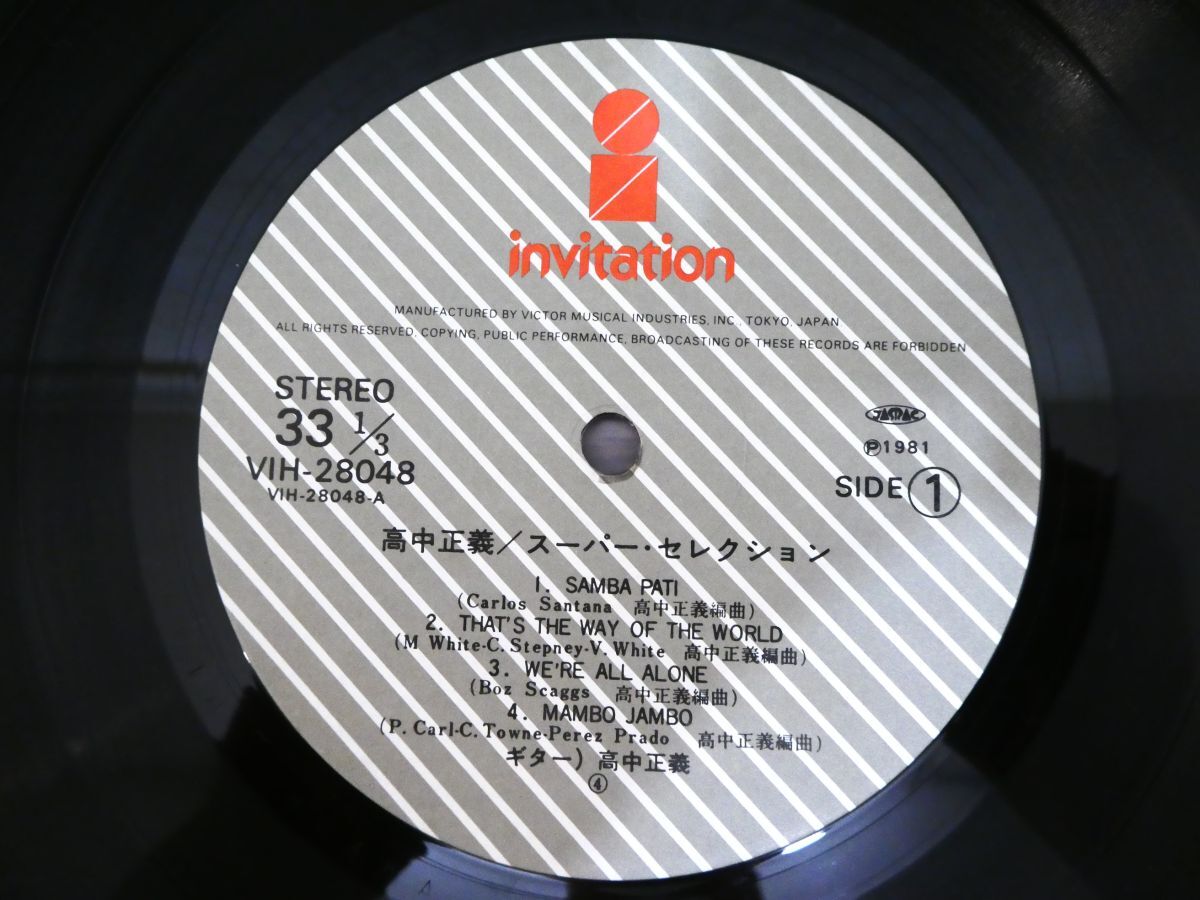 invitation
MANUFACTURED BY VICTOR MUSICAL INDUSTRIES, INC., TOKYO, JAPAN
ALL RIGHTS RESERVED, COPYING, PUBLIC PERFORMANCE, BROADCASTING OF THESE RECORDS ARE FORBIDDEN
STEREO
33 1/3
VIH-28048
VIH-28048-A
JASRAC
Ⓟ1981
SIDE 1
高中正義/スーパー・セレクション
1. SAMBA PATI
(Carlos Santana 高中正義編曲)
2. THAT'S THE WAY OF THE WORLD
(M White-C. Stepney-V. White 高中正義編曲)
3. WE'RE ALL ALONE
(Boz Scaggs 高中正義編曲)
4. MAMBO JAMBO
(P. Carl-C. Towne-Perez Prado 高中正義編曲)
ギター) 高中正義
④